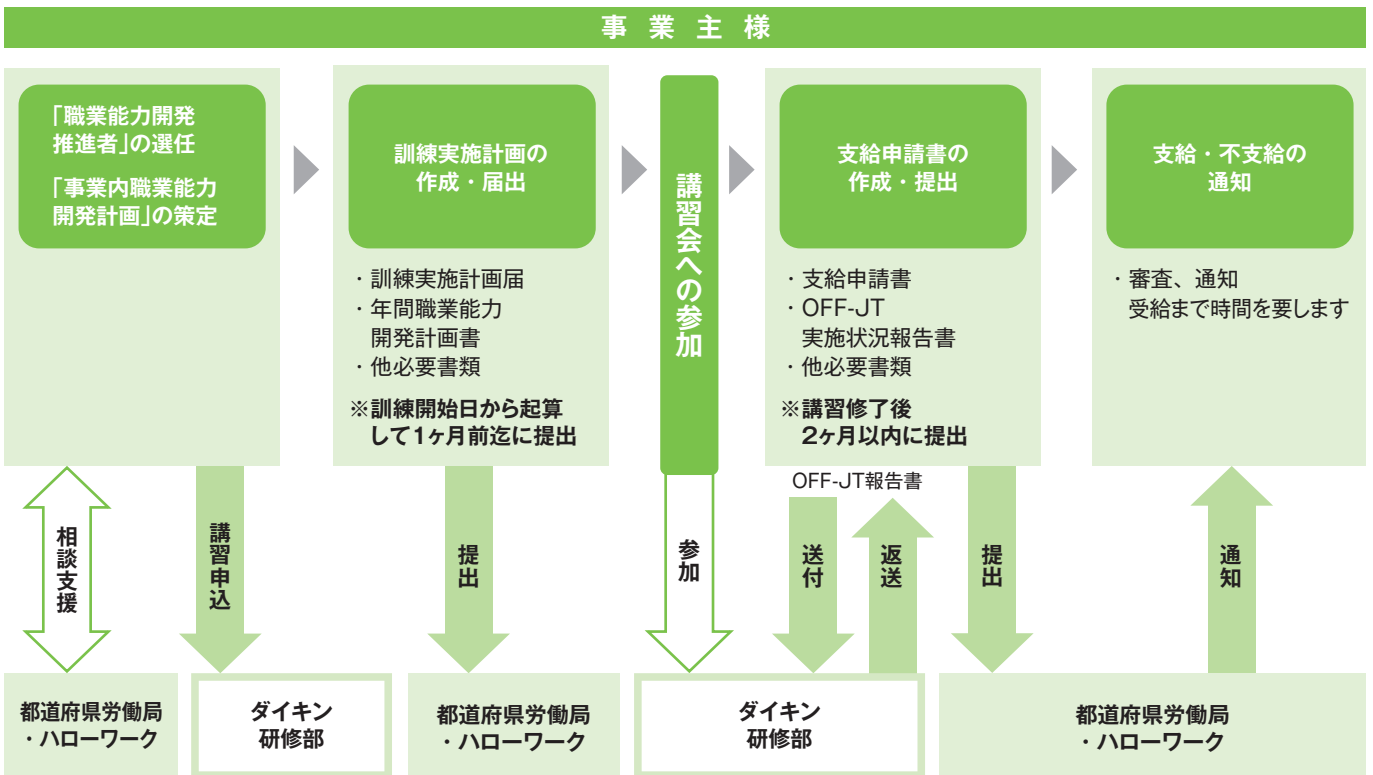 事業主様
「職業能力開発
推進者」の選任
「事業内職業能力
開発計画」の策定
訓練実施計画の
作成・届出
・訓練実施計画届
・年間職業能力
開発計画書
・他必要書類
※訓練開始日から起算
して1ヶ月前迄に提出
講習会への参加
支給申請書の
作成・提出
・支給申請書
・OFF-JT
実施状況報告書
・他必要書類
※講習修了後
2ヶ月以内に提出
支給・不支給の
通知
・審査、通知
受給まで時間を要します
OFF-JT報告書
相談支援
講習申込
提出
参加
送付
返送
提出
通知
都道府県労働局
・ハローワーク
ダイキン
研修部
都道府県労働局
・ハローワーク
ダイキン
研修部
都道府県労働局
・ハローワーク